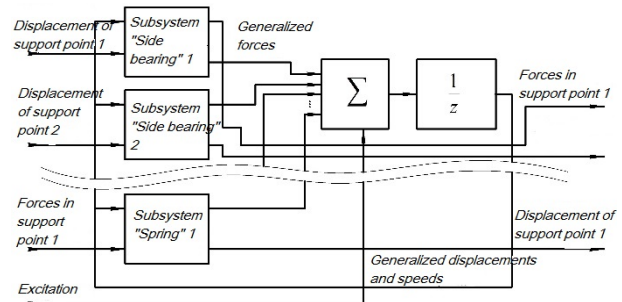 Displacement of
support point 1
Subsystem
"Side
bearing" 1
Generalized
forces
Displacement
of support
point 2
Subsystem
"Side bearing"
2
Σ
1
z
Forces in
support point 1
Forces in
support
point 1
Subsystem
"Spring" 1
Displacement of
support point 1
Generalized displacements
and speeds
Excitation